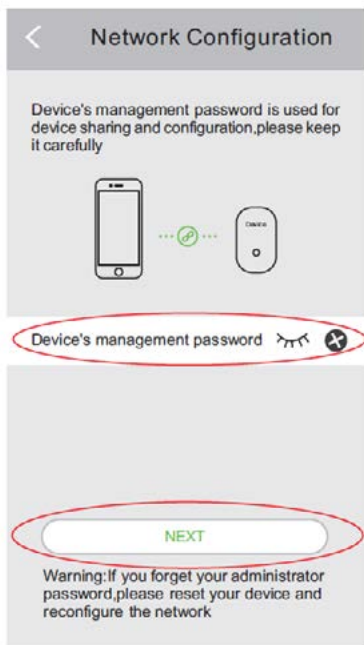 Network Configuration
Device's management password is used for
device sharing and configuration,please keep
it carefully
Device
Device's management password
NEXT
Warning:If you forget your administrator
password,please reset your device and
reconfigure the network